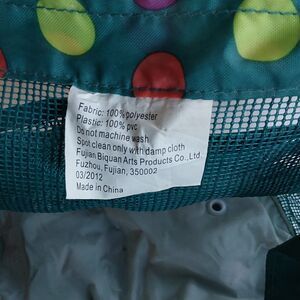 Fabric: 100% polyester
Plastic: 100% pvc
Do not machine wash
Spot clean only with damp cloth
Fujian Biquan Arts Products Co.,Ltd.
Fuzhou, Fujian, 350002
03/2012
Made in China